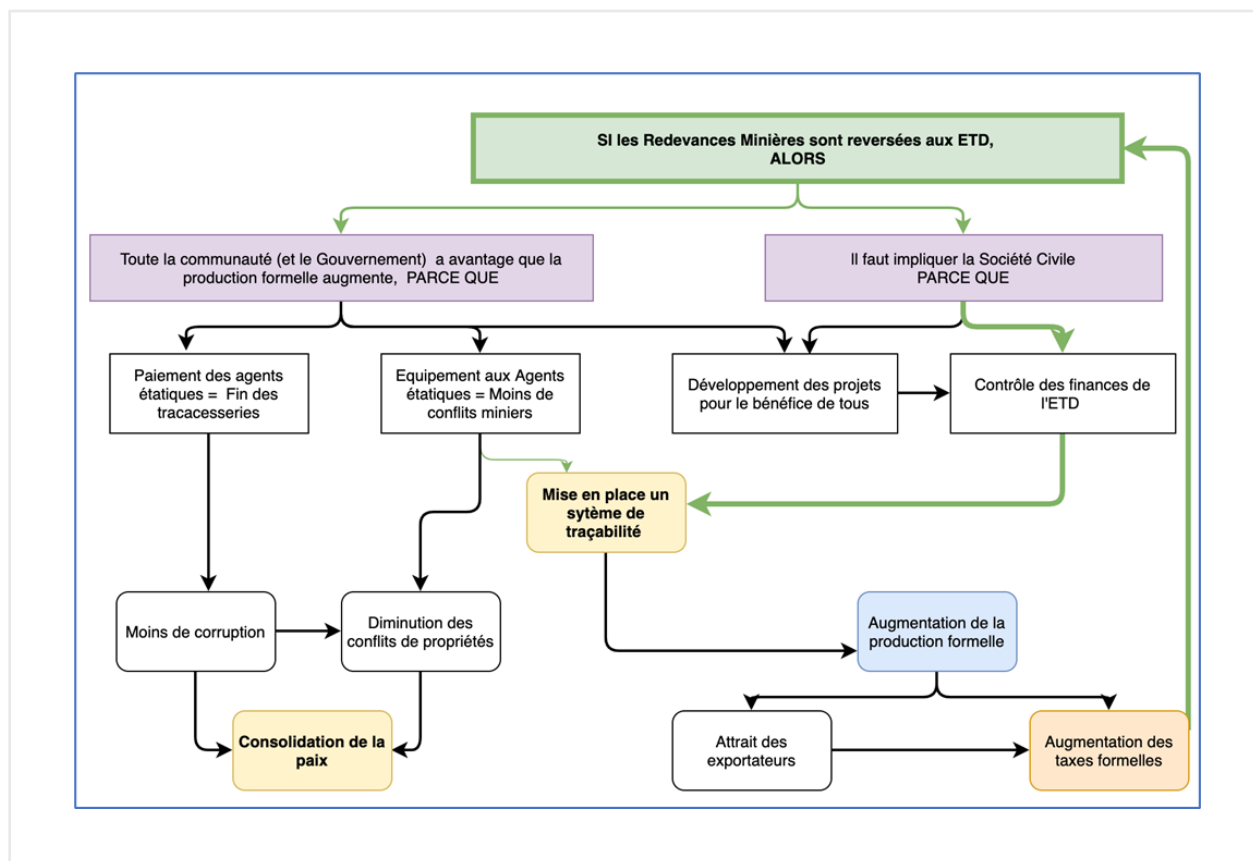 SI les Redevances Minières sont reversées aux ETD,
ALORS
Toute la communauté (et le Gouvernement)  a avantage que la
production formelle augmente,  PARCE QUE
Il faut impliquer la Société Civile
PARCE QUE
Paiement des agents
étatiques =  Fin des
tracacesseries
Equipement aux Agents
étatiques = Moins de
conflits miniers
Développement des projets
pour le bénéfice de tous
Contrôle des finances de
l'ETD
Mise en place un
sytème de
traçabilité
Moins de corruption
Diminution des
conflits de propriétés
Augmentation de la
production formelle
Consolidation de la
paix
Attrait des
exportateurs
Augmentation des
taxes formelles